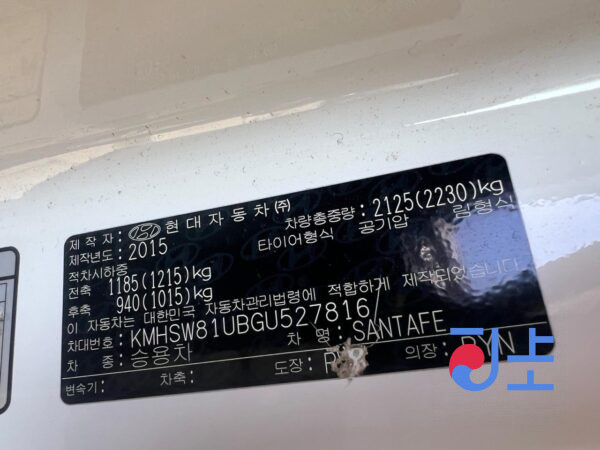 제 작 자 : 현대자동차㈜
제작년도 : 2015 차량총중량 : 2125(2230)kg
적차시하중 타이어형식 공기압 림형식
전축 1185(1215)kg
후축 940(1015)kg
이 자동차는 대한민국 자동차관리법령에 적합하게 제작되었습니다
차대번호 : KMHSW81UBGU527816/
차 종 : 승용차 차 명 : SANTAFE
변속기 : 차축 : 도장 : 의장 : RYN